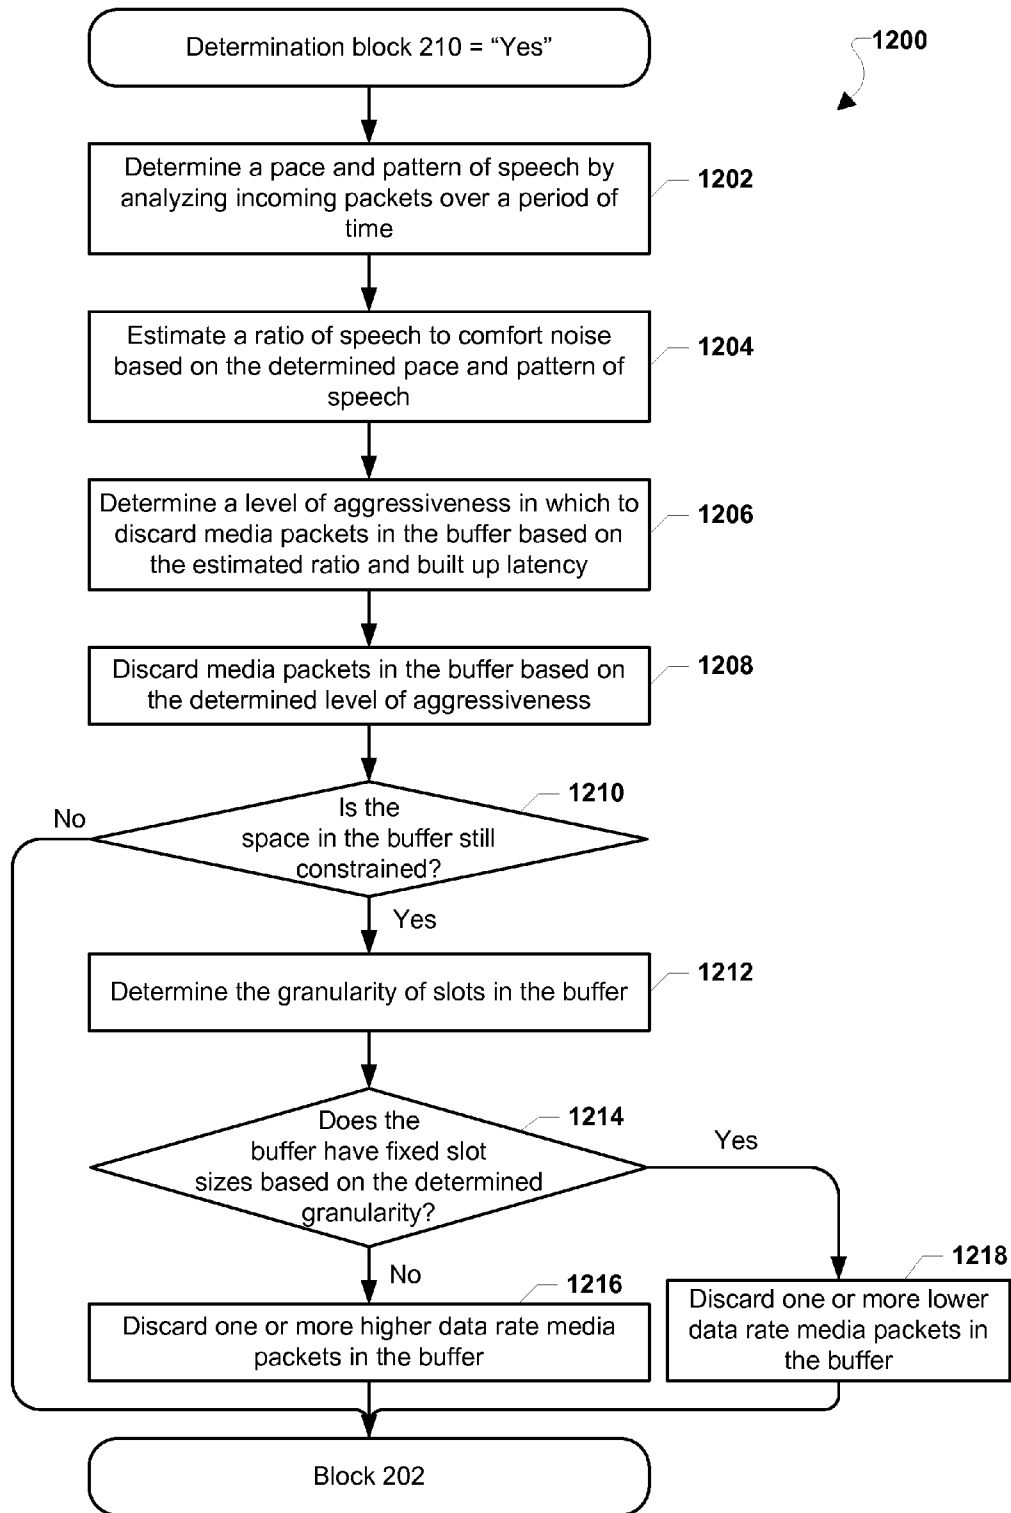 Determination block 210 = “Yes”
1200
Determine a pace and pattern of speech by
analyzing incoming packets over a period of
time
1202
Estimate a ratio of speech to comfort noise
based on the determined pace and pattern of
speech
1204
Determine a level of aggressiveness in which to
discard media packets in the buffer based on
the estimated ratio and built up latency
1206
Discard media packets in the buffer based on
the determined level of aggressiveness
1208
Is the
space in the buffer still
constrained?
1210
No
Yes
Determine the granularity of slots in the buffer
1212
Does the
buffer have fixed slot
sizes based on the determined
granularity?
1214
Yes
No
Discard one or more higher data rate media
packets in the buffer
1216
Discard one or more lower
data rate media packets in
the buffer
1218
Block 202